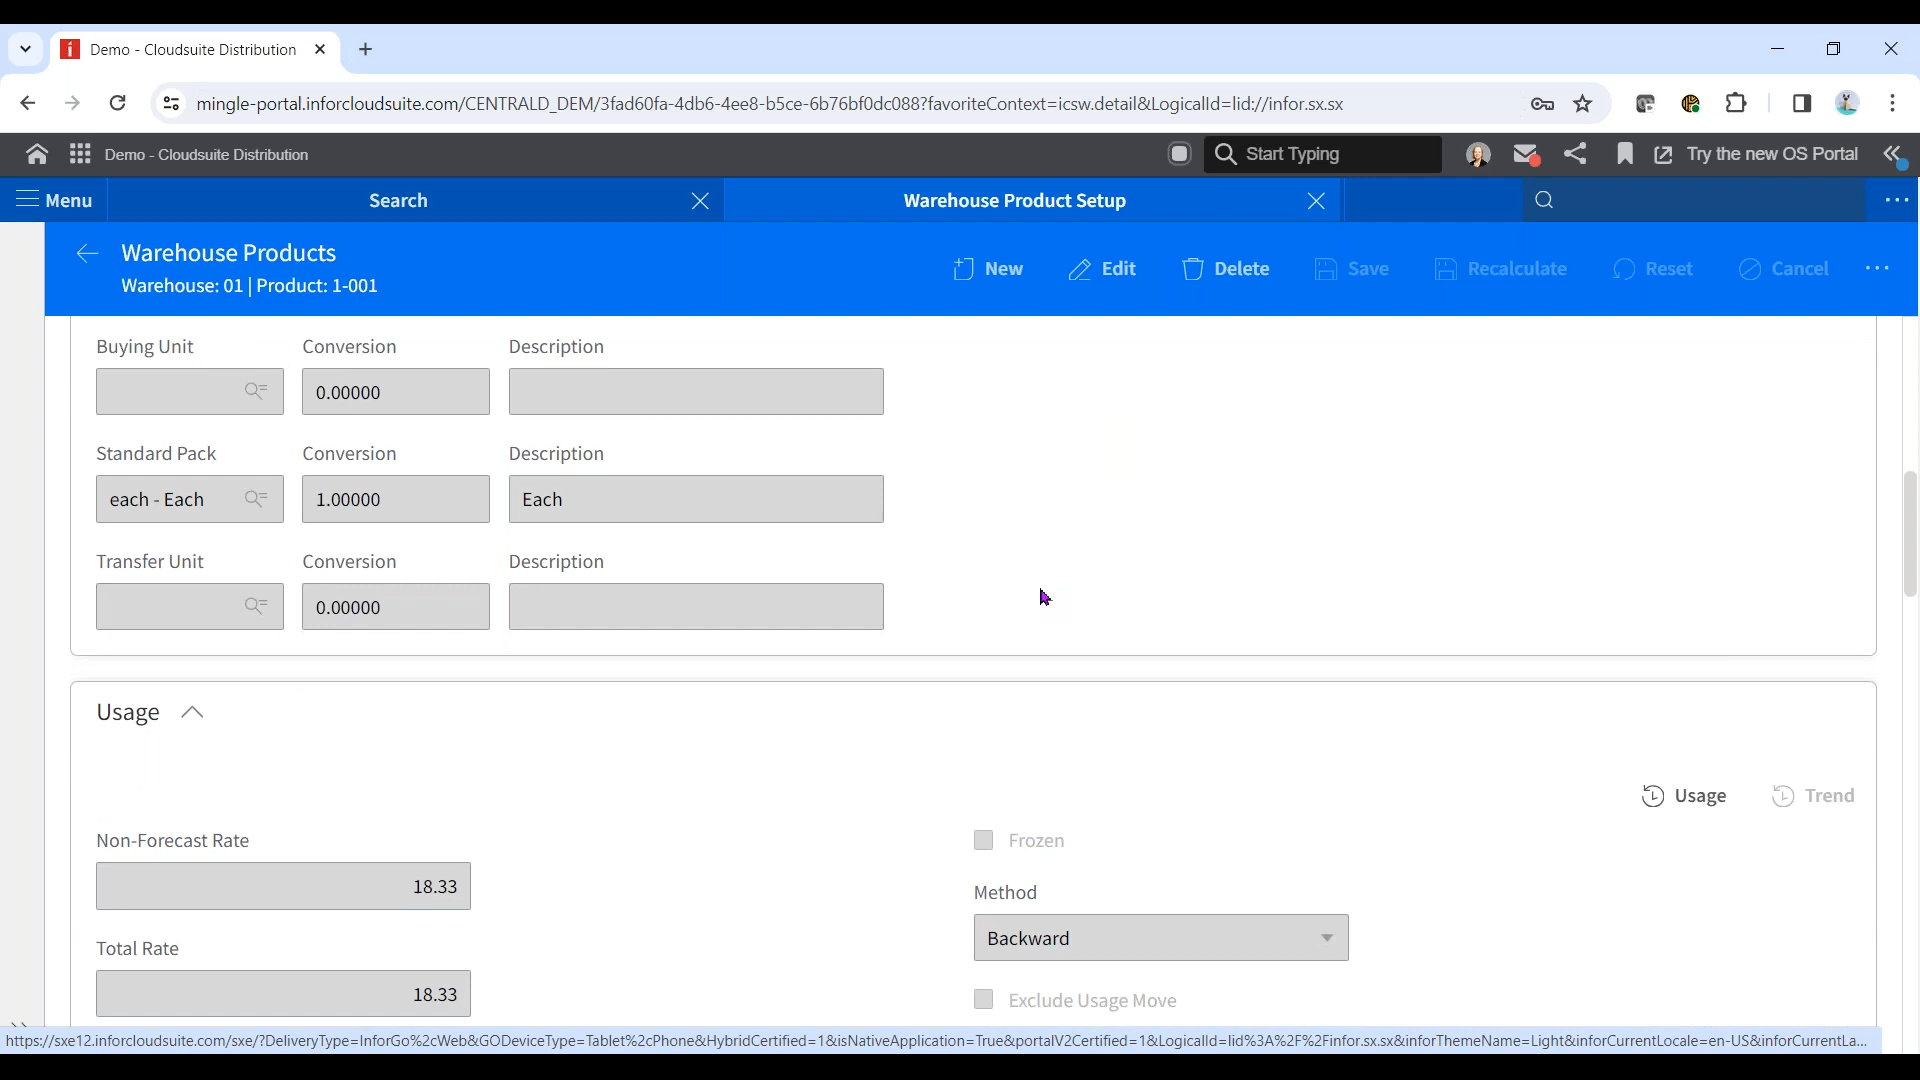 Demo - Cloudsuite Distribution
mingle-portal.inforcloudsuite.com/CENTRALD_DEM/3fad60fa-4db6-4ee8-b5ce-6b76bf0dc088?favoriteContext=icsw.detail&LogicalId=lid://infor.sx.sx
Demo - Cloudsuite Distribution Start Typing Try the new OS Portal
Menu Search Warehouse Product Setup
Warehouse Products
Warehouse: 01 | Product: 1-001
New Edit Delete Save Recalculate Reset Cancel
Buying Unit Conversion Description
0.00000
Standard Pack Conversion Description
each - Each 1.00000 Each
Transfer Unit Conversion Description
0.00000
Usage
Usage Trend
Non-Forecast Rate Frozen
18.33
Method
Backward
Total Rate
18.33
Exclude Usage Move
https://sxe12.inforcloudsuite.com/sxe/?DeliveryType=InforGo%2cWeb&GODeviceType=Tablet%2cPhone&HybridCertified=1&isNativeApplication=True&portalV2Certified=1&LogicalId=lid%3A%2F%2Finfor.sx.sx&inforThemeName=Light&inforCurrentLocale=en-US&inforCurrentLa...